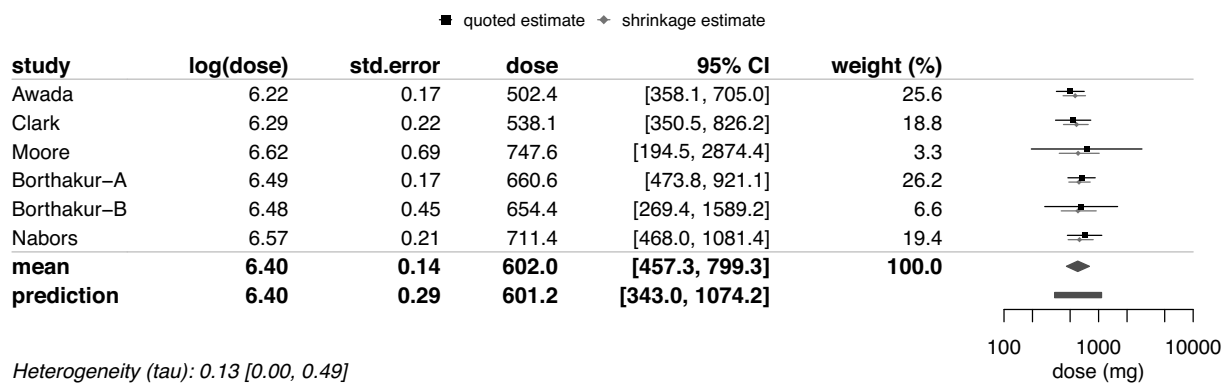 quoted estimate shrinkage estimate
study log(dose) std.error dose 95% CI weight (%)
Awada 6.22 0.17 502.4 [358.1, 705.0] 25.6
Clark 6.29 0.22 538.1 [350.5, 826.2] 18.8
Moore 6.62 0.69 747.6 [194.5, 2874.4] 3.3
Borthakur−A 6.49 0.17 660.6 [473.8, 921.1] 26.2
Borthakur−B 6.48 0.45 654.4 [269.4, 1589.2] 6.6
Nabors 6.57 0.21 711.4 [468.0, 1081.4] 19.4
mean 6.40 0.14 602.0 [457.3, 799.3] 100.0
prediction 6.40 0.29 601.2 [343.0, 1074.2]
100 1000 10000
Heterogeneity (tau): 0.13 [0.00, 0.49] dose (mg)